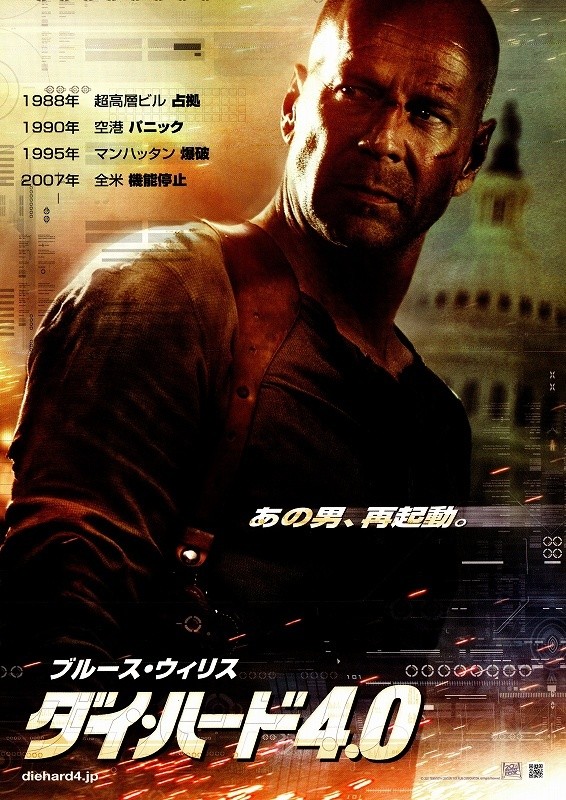 1988年 超高層ビル 占拠
1990年 空港 パニック
1995年 マンハッタン 爆破
2007年 全米 機能停止
あの男、再起動。
ブルース・ウィリス
ダイ・ハード4.0
diehard4.jp
101